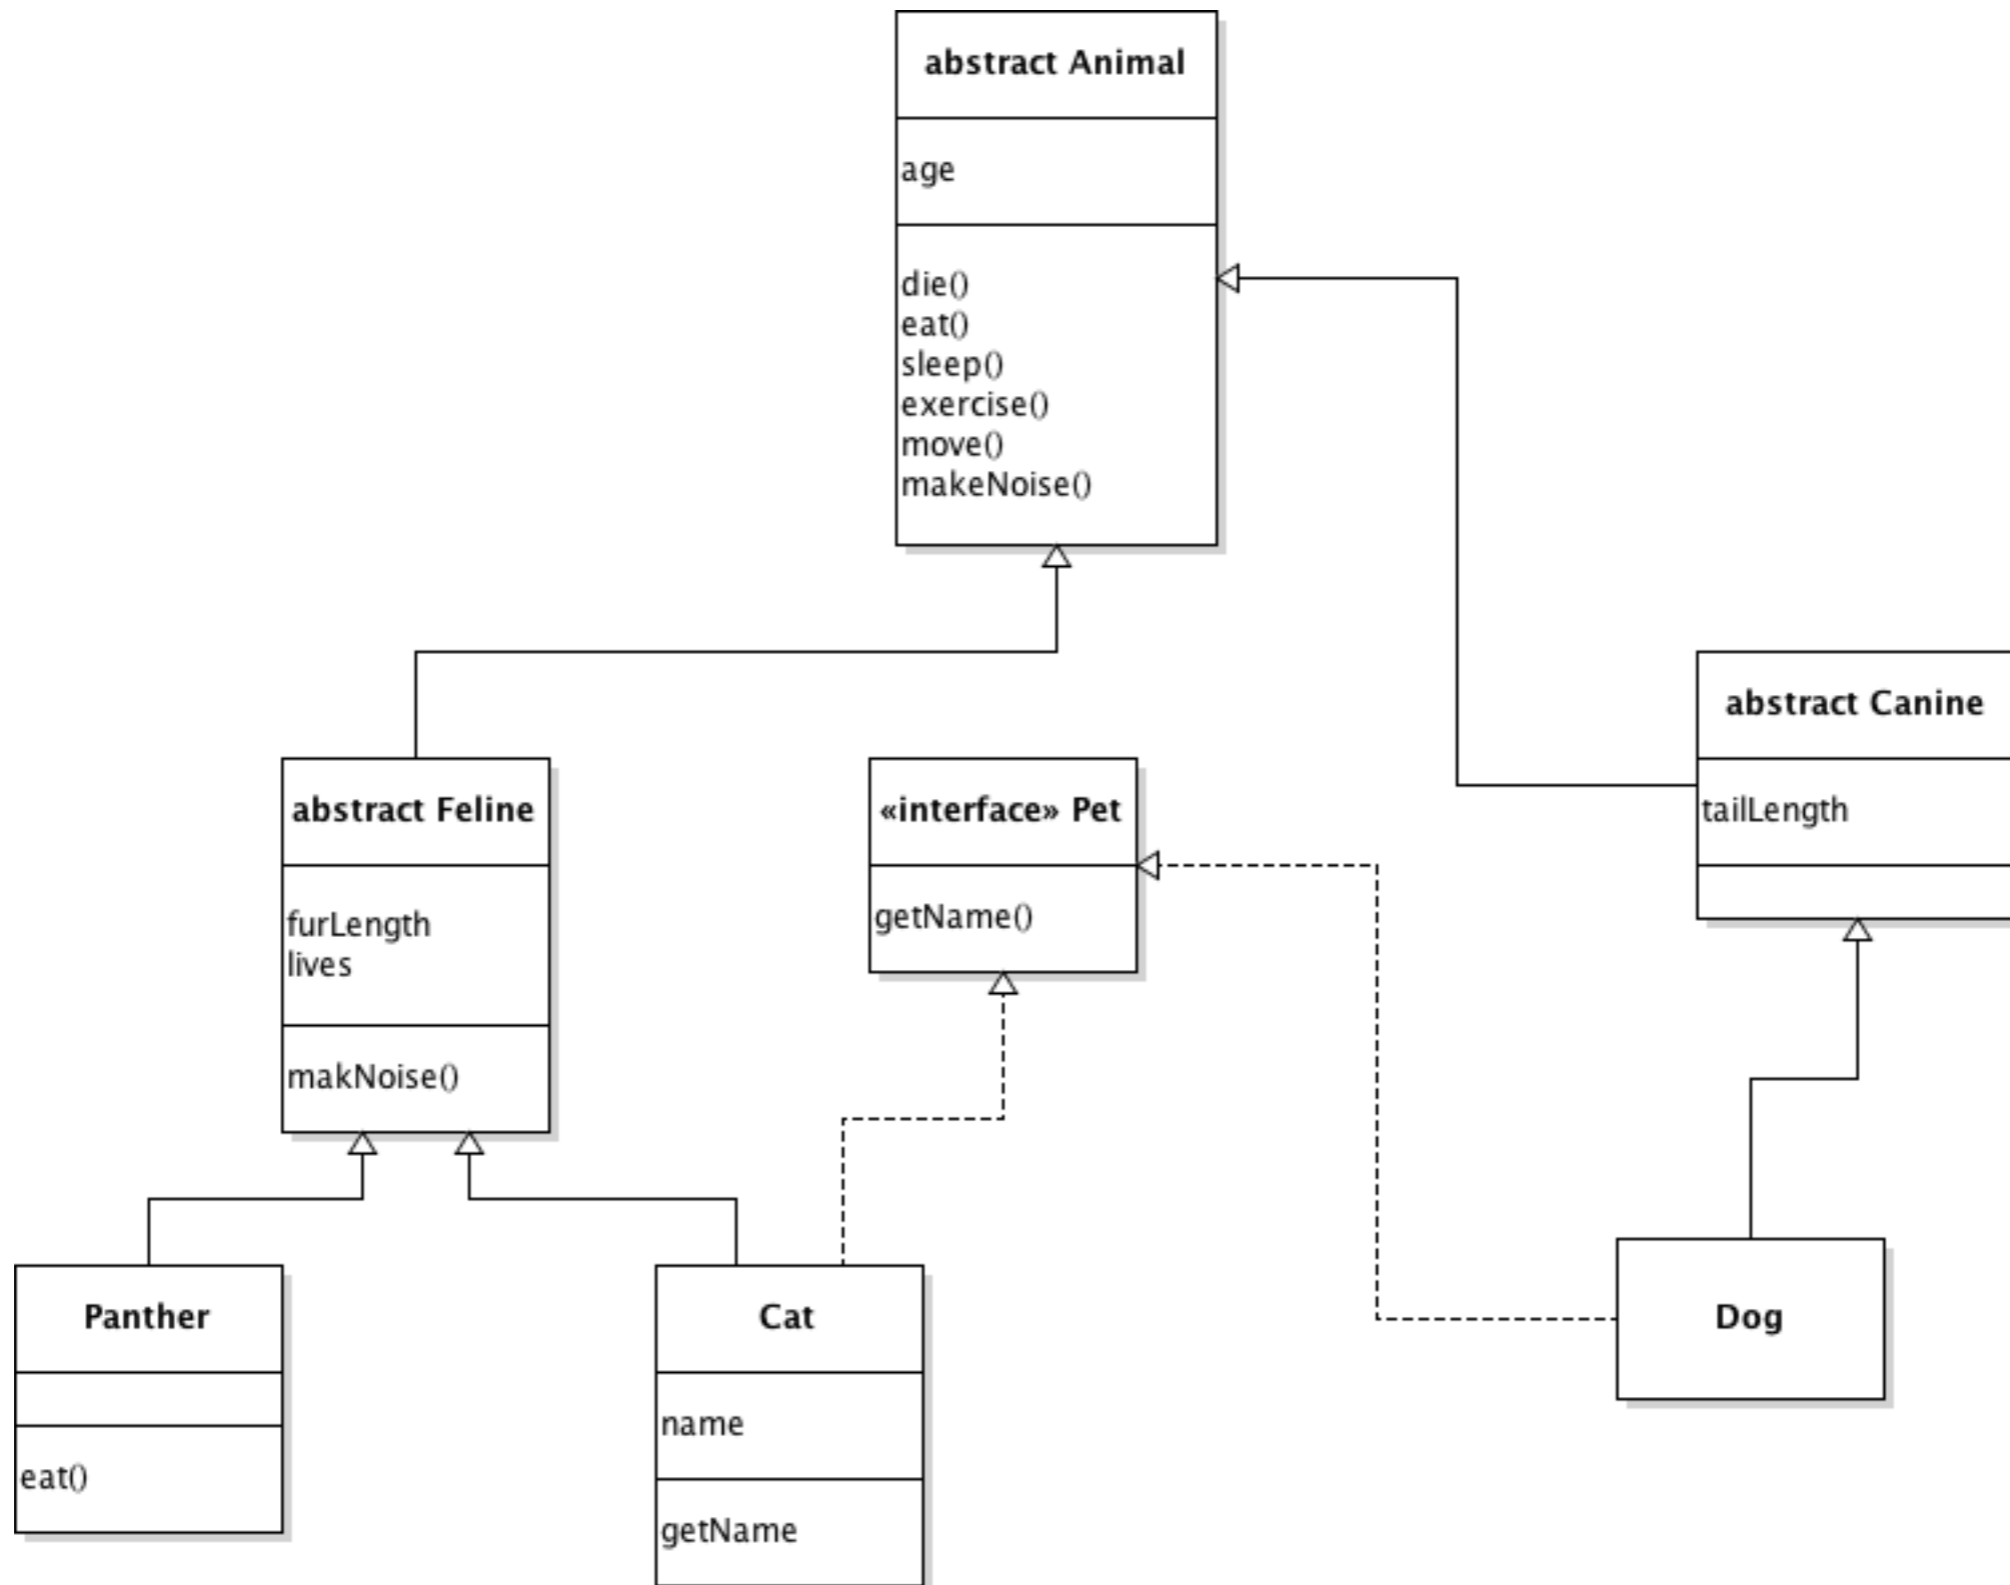 abstract Animal
age
die()
eat()
sleep()
exercise()
move()
makeNoise()
abstract Canine
tailLength
abstract Feline
furLength
lives
makNoise()
«interface» Pet
getName()
Panther
eat()
Cat
name
getName
Dog